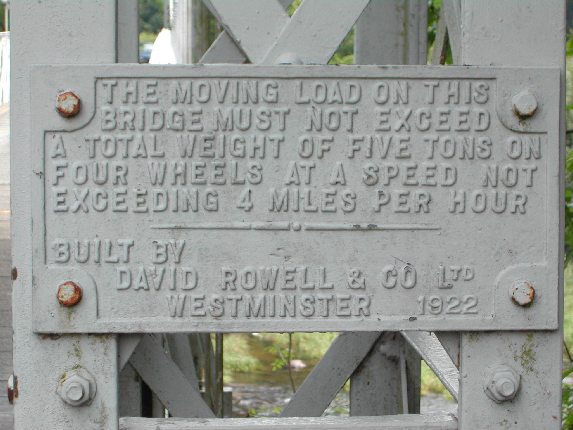 THE MOVING LOAD ON THIS
BRIDGE MUST NOT EXCEED
A TOTAL WEIGHT OF FIVE TONS ON
FOUR WHEELS AT A SPEED NOT
EXCEEDING 4 MILES PER HOUR
BUILT BY
DAVID ROWELL & CO LTD
WESTMINSTER 1922